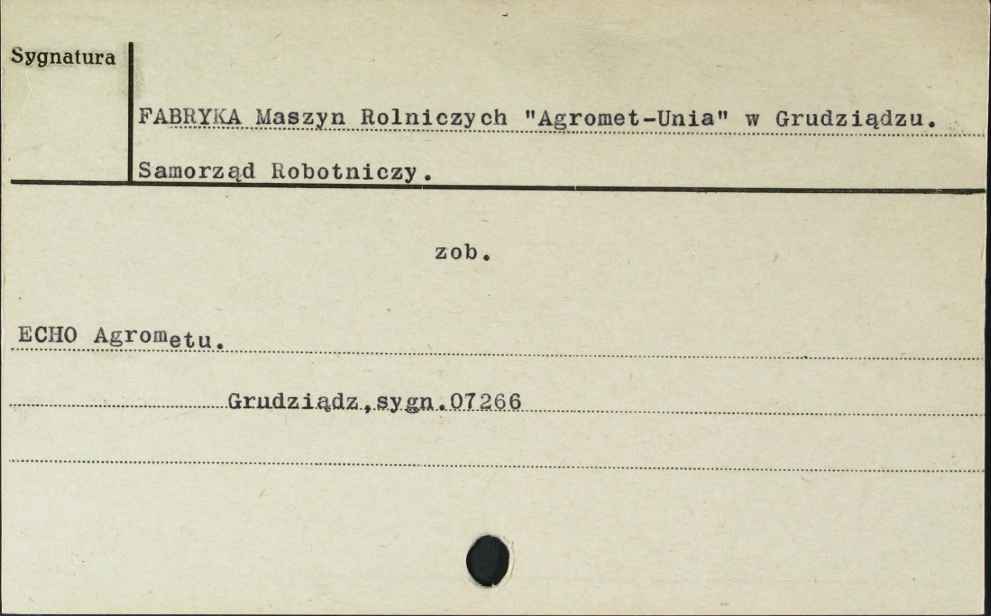 Sygnatura
FABRYKA Maszyn Rolniczych "Agromet-Unia" w Grudziądzu.
Samorząd Robotniczy.
zob.
ECHO Agrometu.
Grudziądz,sygn.07266